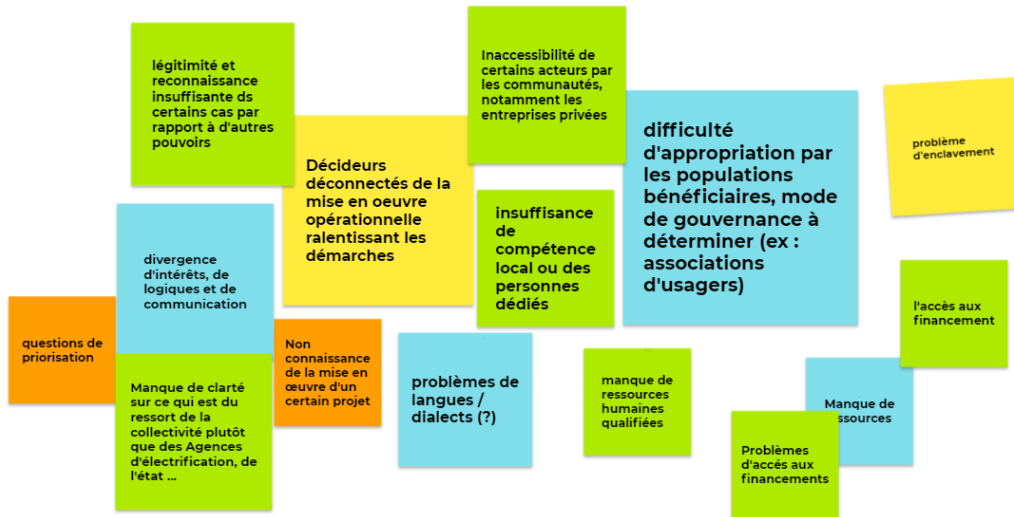 légitimité et
reconnaissance
insuffisante ds
certains cas par
rapport à d'autres
pouvoirs
Inaccessibilité de
certains acteurs par
les communautés,
notamment les
entreprises privées
difficulté
d'appropriation par
les populations
bénéficiaires, mode
de gouvernance à
déterminer (ex :
associations
d'usagers)
problème
d'enclavement
Décideurs
déconnectés de la
mise en oeuvre
opérationnelle
ralentissant les
démarches
insuffisance
de
compétence
local ou des
personnes
dédiés
divergence
d'intérêts, de
logiques et de
communication
l'accès aux
financement
questions de
priorisation
Non
connaissance
de la mise en
œuvre d'un
certain projet
problèmes de
langues /
dialects (?)
manque de
ressources
humaines
qualifiées
Manque de clarté
sur ce qui est du
ressort de la
collectivité plutôt
que des Agences
d'électrification, de
l'état ...
Manque de
ssources
Problèmes
d'accés aux
financements